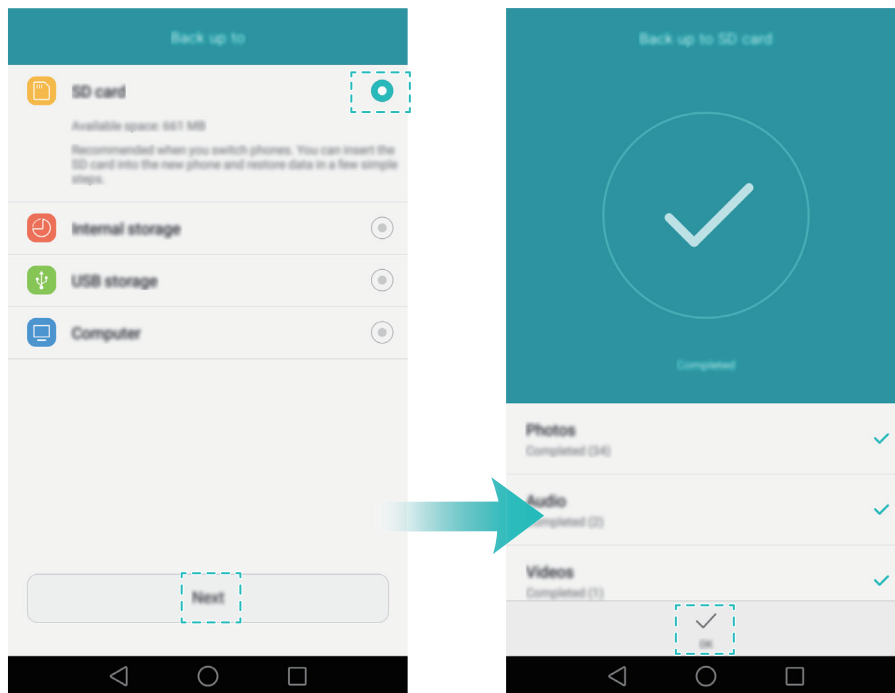 Back up to
SD card
Available space: 661 MB
Recommended when you switch phones. You can insert the
SD card into the new phone and restore data in a few simple
steps.
Internal storage
USB storage
Computer
Next
Back up to SD card
Completed
Photos
Completed (34)
Audio
Completed (2)
Videos
Completed (1)
OK